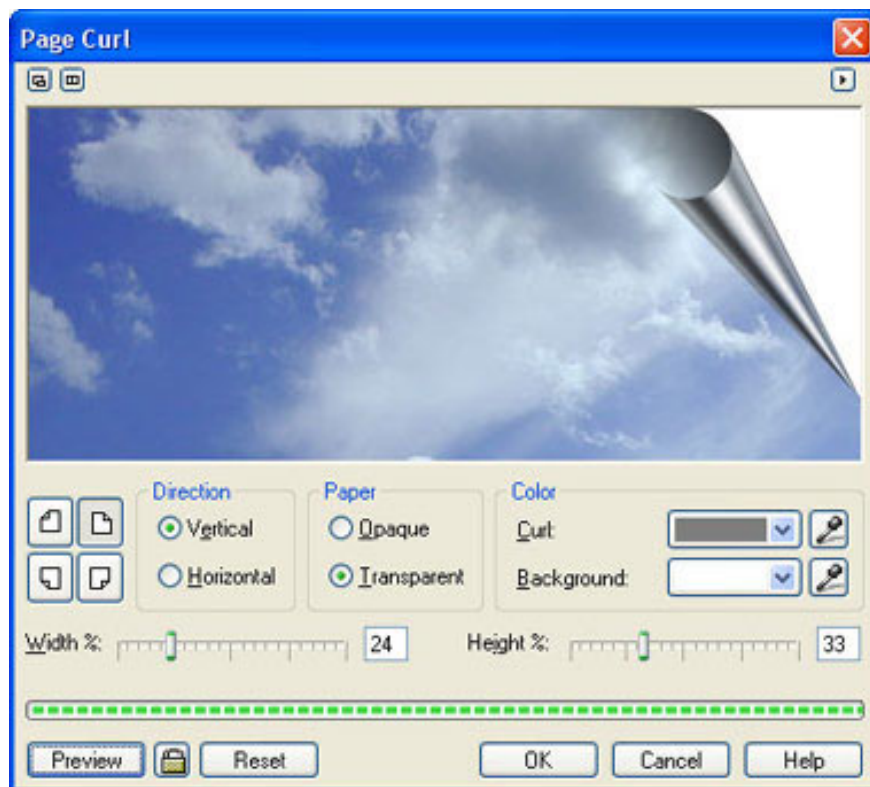 Page Curl
Direction
Paper
Color
Vertical
Opaque
Curl:
Horizontal
Transparent
Background:
Width %:
24
Height %:
33
Preview
Reset
OK
Cancel
Help